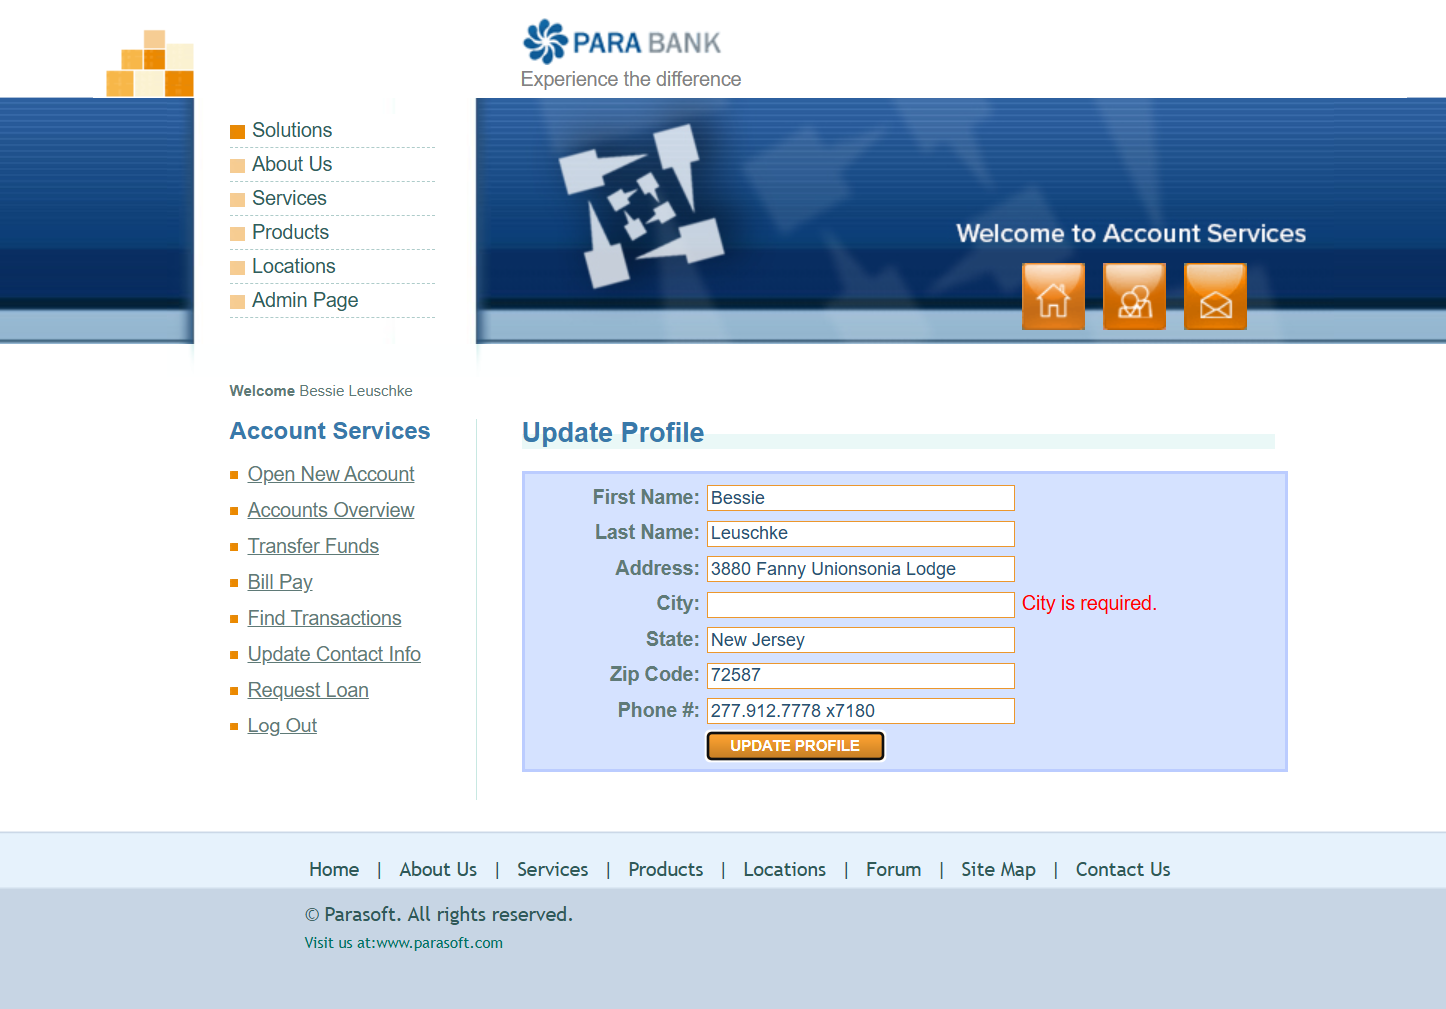 PARA BANK
Experience the difference
Solutions
About Us
Services
Products
Locations
Admin Page
Welcome to Account Services
Welcome Bessie Leuschke
Account Services
Open New Account
Accounts Overview
Transfer Funds
Bill Pay
Find Transactions
Update Contact Info
Request Loan
Log Out
Update Profile
First Name: Bessie
Last Name: Leuschke
Address: 3880 Fanny Unionsonia Lodge
City: City is required.
State: New Jersey
Zip Code: 72587
Phone #: 277.912.7778 x7180
UPDATE PROFILE
Home | About Us | Services | Products | Locations | Forum | Site Map | Contact Us
© Parasoft. All rights reserved.
Visit us at:www.parasoft.com